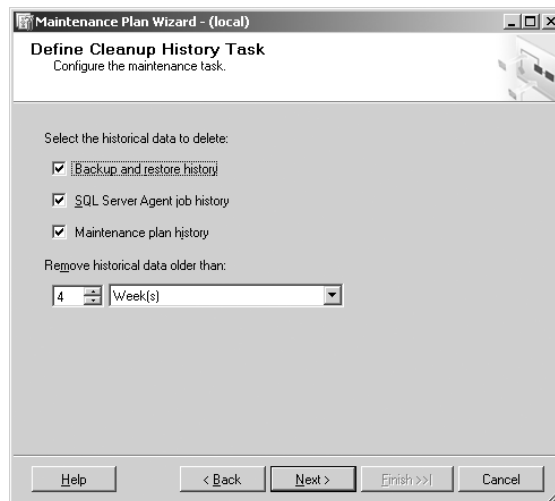 Maintenance Plan Wizard - (local)
Define Cleanup History Task
Configure the maintenance task.
Select the historical data to delete:
Backup and restore history
SQL Server Agent job history
Maintenance plan history
Remove historical data older than:
4 Week(s)
Help < Back Next > Finish >>| Cancel